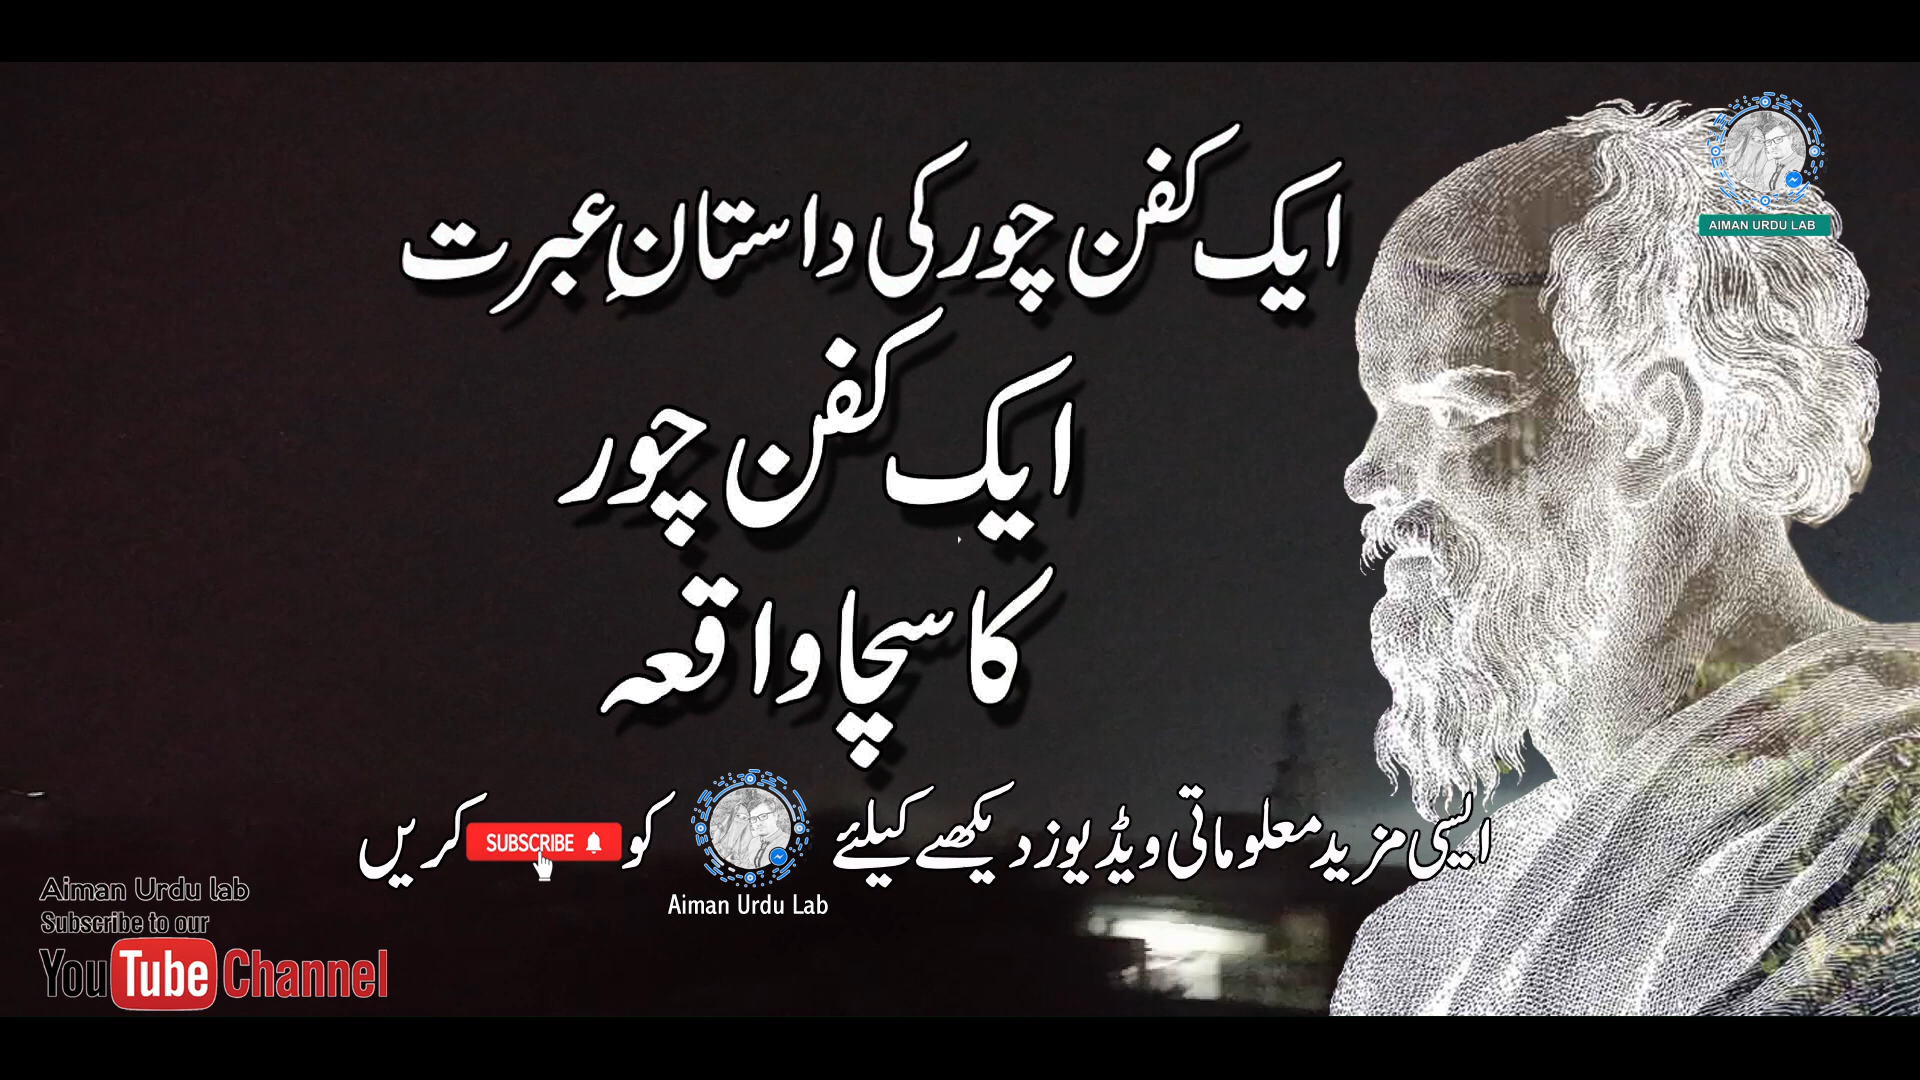 AIMAN URDU LAB
ایک کفن چور کی داستانِ عبرت
ایک کفن چور
کا سچا واقعہ
ایسی مزید معلوماتی ویڈیوز دیکھنے کیلئے کو SUBSCRIBE کریں
Aiman Urdu Lab
Aiman Urdu lab
Subscribe to our
YouTube Channel